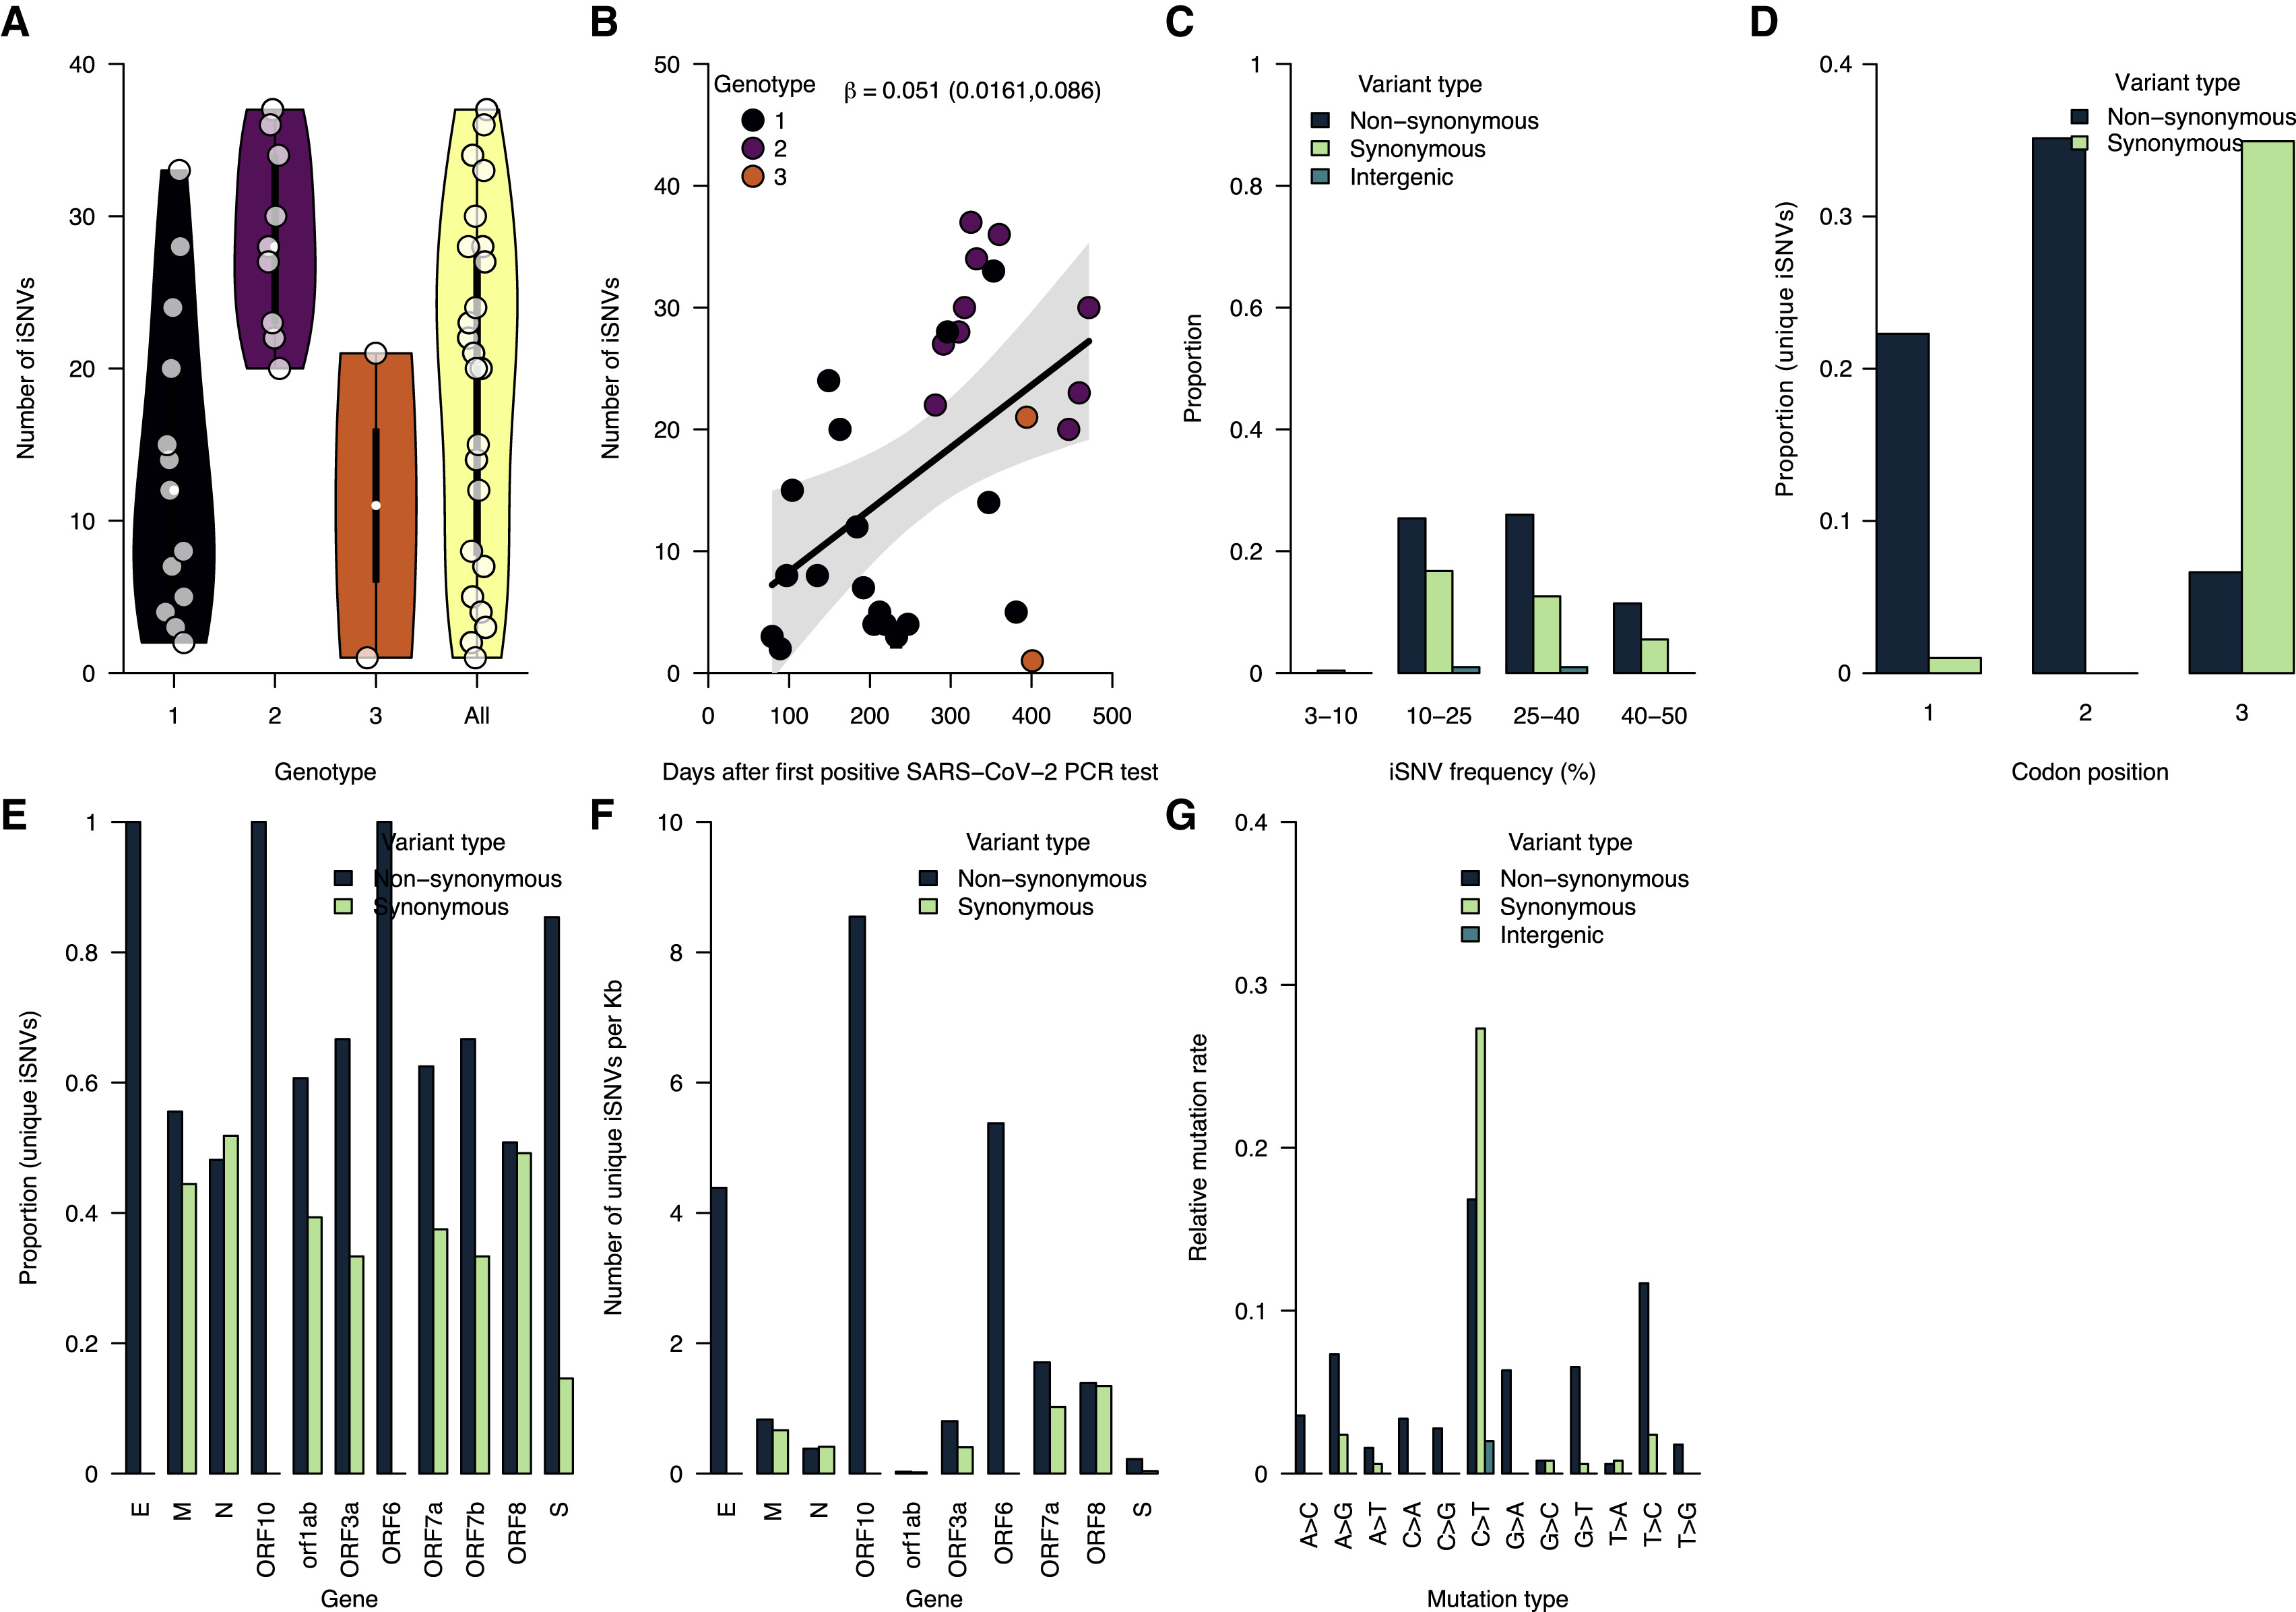 A
40
30
20
10
0
Number of iSNVs
1 2 3 All
Genotype
B
50
40
30
20
10
0
Number of iSNVs
Genotype
1
2
3
β = 0.051 (0.0161,0.086)
0 100 200 300 400 500
Days after first positive SARS−CoV−2 PCR test
C
1
0.8
0.6
0.4
0.2
0
Proportion
Variant type
Non−synonymous
Synonymous
Intergenic
3−10 10−25 25−40 40−50
iSNV frequency (%)
D
0.4
0.3
0.2
0.1
0
Proportion (unique iSNVs)
Variant type
Non−synonymous
Synonymous
1 2 3
Codon position
E
1
0.8
0.6
0.4
0.2
0
Proportion (unique iSNVs)
Variant type
Non−synonymous
Synonymous
E M N ORF10 orf1ab ORF3a ORF6 ORF7a ORF7b ORF8 S
Gene
F
10
8
6
4
2
0
Number of unique iSNVs per Kb
Variant type
Non−synonymous
Synonymous
E M N ORF10 orf1ab ORF3a ORF6 ORF7a ORF8 S
Gene
G
0.4
0.3
0.2
0.1
0
Relative mutation rate
Variant type
Non−synonymous
Synonymous
Intergenic
A>C A>G A>T C>A C>G C>T G>A G>C G>T T>A T>C T>G
Mutation type